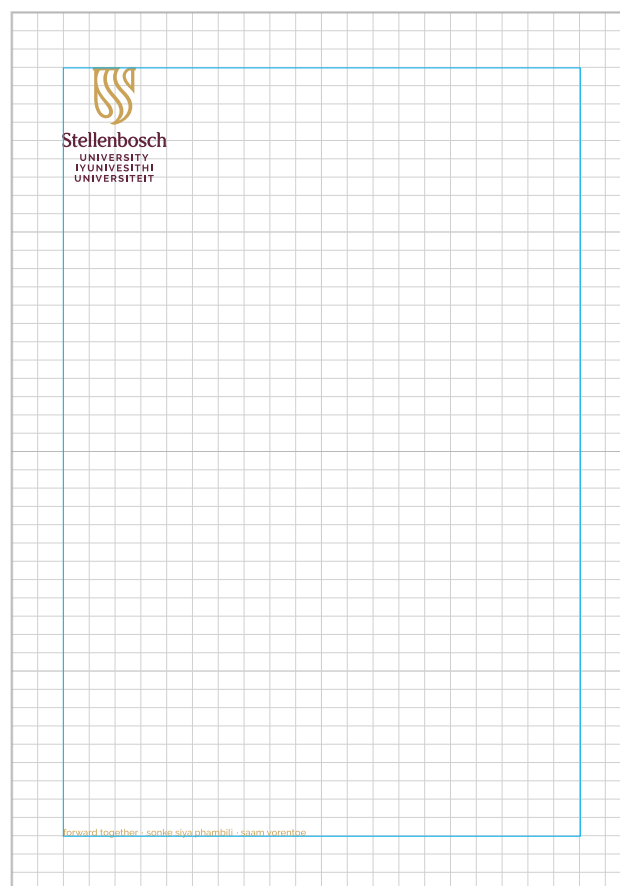 Stellenbosch
UNIVERSITY
IYUNIVESITHI
UNIVERSITEIT
forward together · sonke siya phambili · saam vorentoe